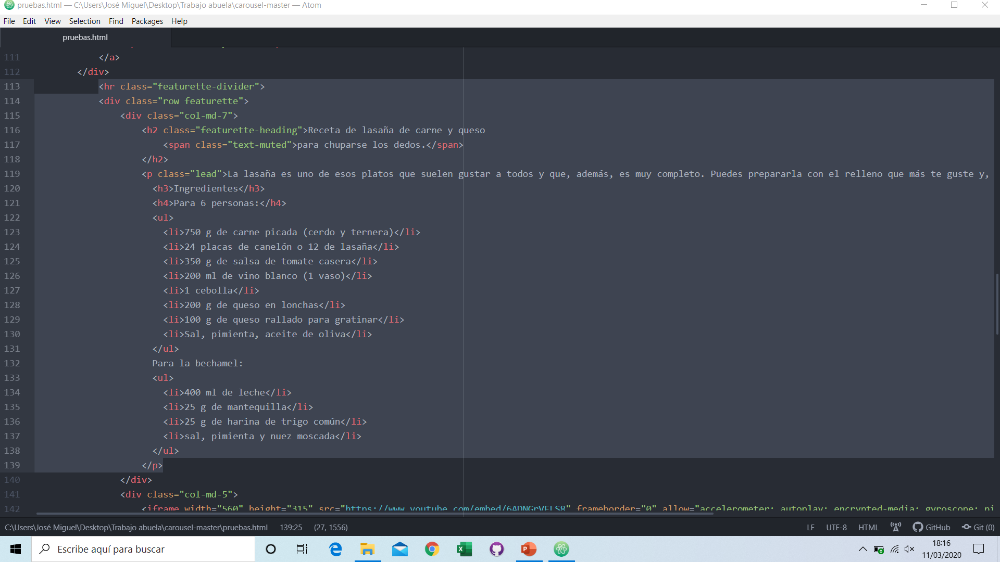 pruebas.html — C:\Users\José Miguel\Desktop\Trabajo abuela\carousel-master — Atom
File Edit View Selection Find Packages Help
pruebas.html
111 </a>
112 </div>
113 <hr class="featurette-divider">
114 <div class="row featurette">
115 <div class="col-md-7">
116 <h2 class="featurette-heading">Receta de lasaña de carne y queso
117 <span class="text-muted">para chuparse los dedos.</span>
118 </h2>
119 <p class="lead">La lasaña es uno de esos platos que suelen gustar a todos y que, además, es muy completo. Puedes prepararla con el relleno que más te guste y,
120 <h3>Ingredientes</h3>
121 <h4>Para 6 personas:</h4>
122 <ul>
123 <li>750 g de carne picada (cerdo y ternera)</li>
124 <li>24 placas de canelón o 12 de lasaña</li>
125 <li>350 g de salsa de tomate casera</li>
126 <li>200 ml de vino blanco (1 vaso)</li>
127 <li>1 cebolla</li>
128 <li>200 g de queso en lonchas</li>
129 <li>100 g de queso rallado para gratinar</li>
130 <li>Sal, pimienta, aceite de oliva</li>
131 </ul>
132 Para la bechamel:
133 <ul>
134 <li>400 ml de leche</li>
135 <li>25 g de mantequilla</li>
136 <li>25 g de harina de trigo común</li>
137 <li>sal, pimienta y nuez moscada</li>
138 </ul>
139 </p>
140 </div>
141 <div class="col-md-5">
142 <iframe width="560" height="315" src="https://www.youtube.com/embed/6ADNGrVFLS8" frameborder="0" allow="accelerometer; autoplay; encrypted-media; gyroscope; pi
C:\Users\José Miguel\Desktop\Trabajo abuela\carousel-master\pruebas.html 139:25 (27, 1556) LF UTF-8 HTML GitHub Git (0)
Escribe aquí para buscar
18:16
11/03/2020